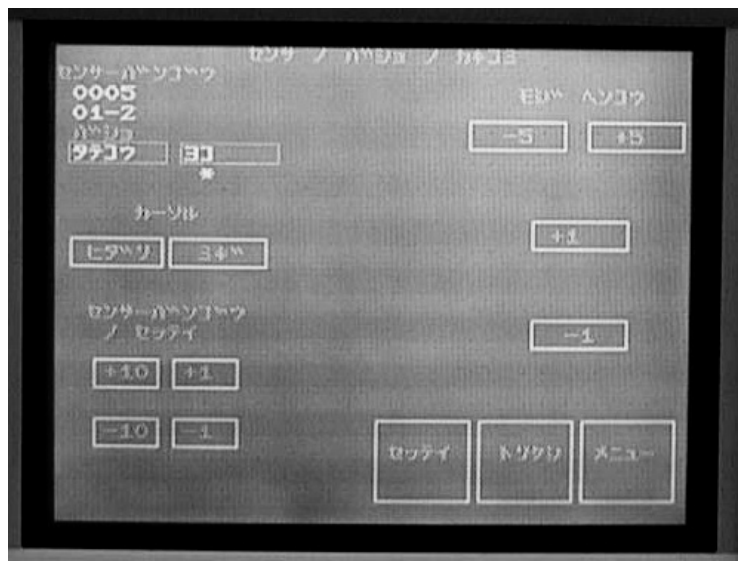 センサ ノ バショ ノ カキコミ
センサーバンゴウ
0005
01-2
バショ
タテコウ ヨコ
*
モジ ヘンコウ
-5 +5
カーソル
ヒダリ ミギ
+1
-1
センサーバンゴウ
ノ セッテイ
+10 +1
-10 -1
セッテイ トリケシ メニュー